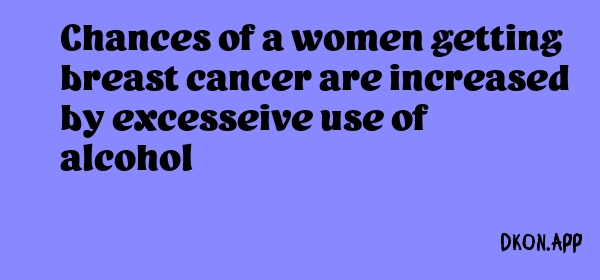 Chances of a women getting
breast cancer are increased
by excesseive use of
alcohol
DKON.APP